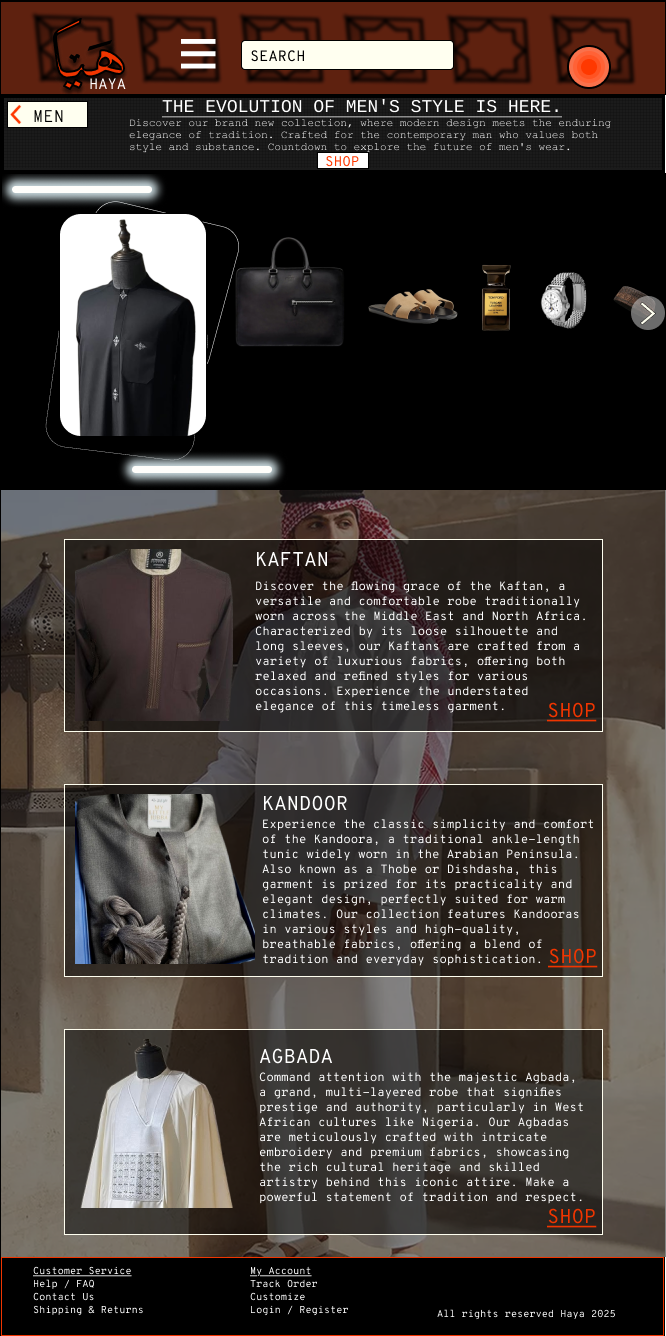 هيا
HAYA
SEARCH
MEN
THE EVOLUTION OF MEN'S STYLE IS HERE.
Discover our brand new collection, where modern design meets the enduring
elegance of tradition. Crafted for the contemporary man who values both
style and substance. Countdown to explore the future of men's wear.
SHOP
TOM FORD
KAFTAN
Discover the flowing grace of the Kaftan, a
versatile and comfortable robe traditionally
worn across the Middle East and North Africa.
Characterized by its loose silhouette and
long sleeves, our Kaftans are crafted from a
variety of luxurious fabrics, offering both
relaxed and refined styles for various
occasions. Experience the understated
elegance of this timeless garment.
SHOP
KANDOOR
Experience the classic simplicity and comfort
of the Kandoora, a traditional ankle-length
tunic widely worn in the Arabian Peninsula.
Also known as a Thobe or Dishdasha, this
garment is prized for its practicality and
elegant design, perfectly suited for warm
climates. Our collection features Kandooras
in various styles and high-quality,
breathable fabrics, offering a blend of
tradition and everyday sophistication.
SHOP
AGBADA
Command attention with the majestic Agbada,
a grand, multi-layered robe that signifies
prestige and authority, particularly in West
African cultures like Nigeria. Our Agbadas
are meticulously crafted with intricate
embroidery and premium fabrics, showcasing
the rich cultural heritage and skilled
artistry behind this iconic attire. Make a
powerful statement of tradition and respect.
SHOP
Customer Service
Help / FAQ
Contact Us
Shipping & Returns
My Account
Track Order
Customize
Login / Register
All rights reserved Haya 2025